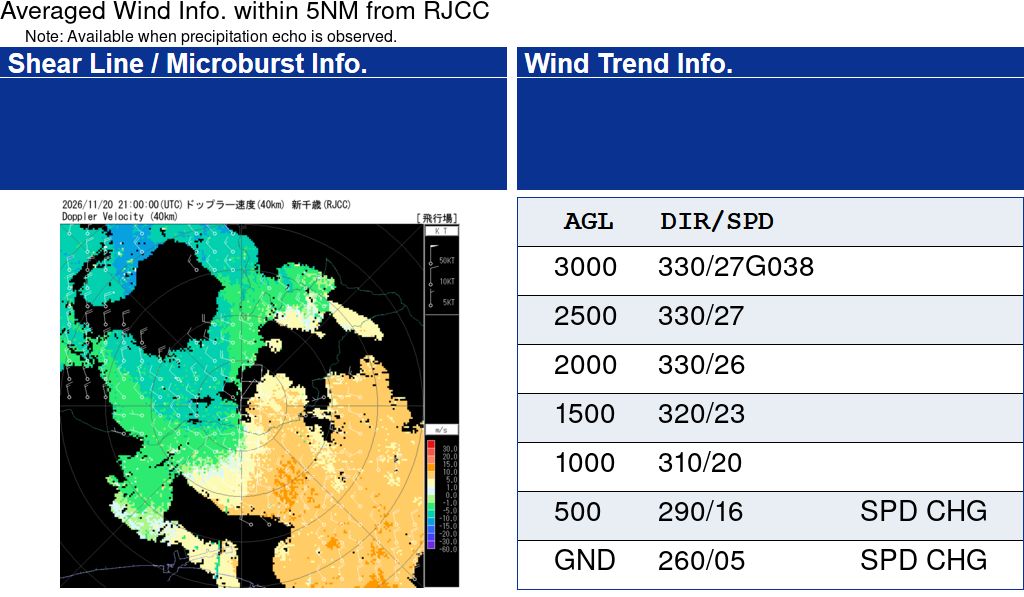 Averaged Wind Info. within 5NM from RJCC
Note: Available when precipitation echo is observed.
Shear Line / Microburst Info.
Wind Trend Info.
2026/11/20 21:00:00(UTC) ドップラー速度(40km) 新千歳(RJCC)
Doppler Velocity (40km)
[飛行場]
K T
50KT
10KT
5KT
m/s
30.0
20.0
15.0
10.0
5.0
1.0
0.0
-1.0
-5.0
-10.0
-15.0
-20.0
-30.0
-60.0
AGL DIR/SPD
3000 330/27G038
2500 330/27
2000 330/26
1500 320/23
1000 310/20
500 290/16 SPD CHG
GND 260/05 SPD CHG